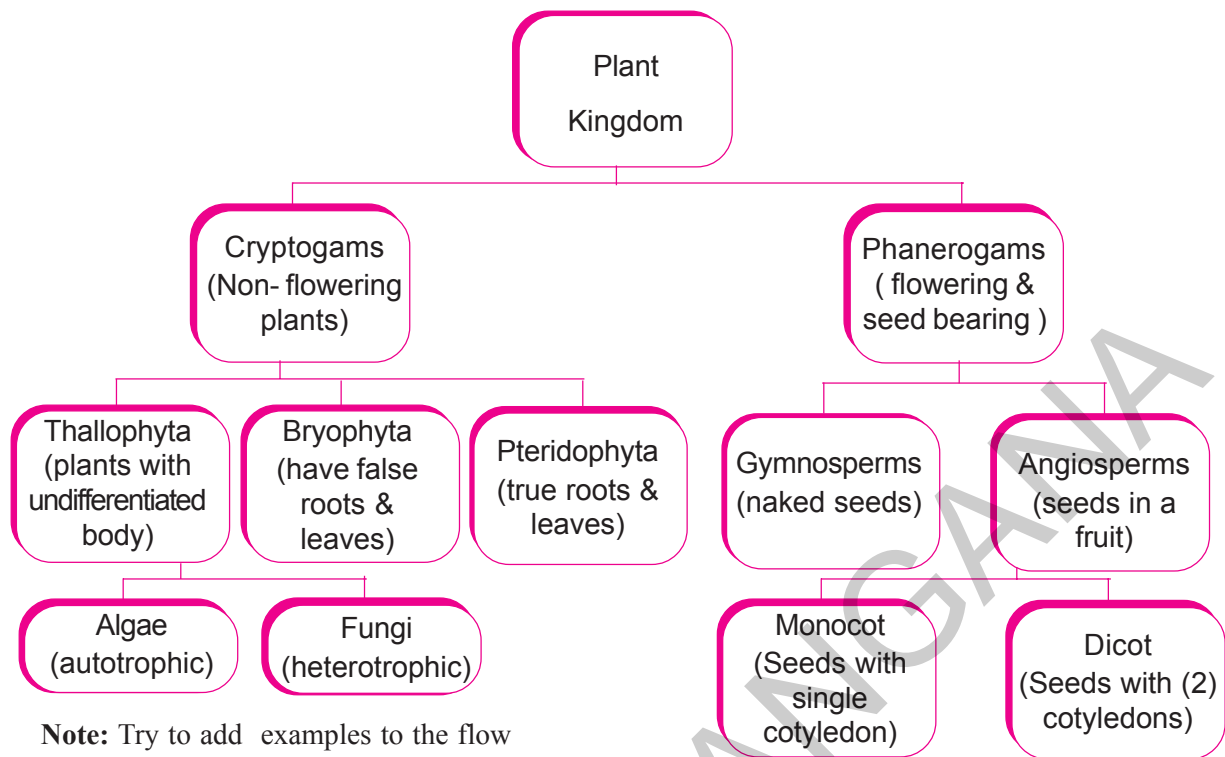 Plant
Kingdom
Cryptogams
(Non- flowering
plants)
Phanerogams
( flowering &
seed bearing )
Thallophyta
(plants with
undifferentiated
body)
Bryophyta
(have false
roots &
leaves)
Pteridophyta
(true roots &
leaves)
Gymnosperms
(naked seeds)
Angiosperms
(seeds in a
fruit)
Algae
(autotrophic)
Fungi
(heterotrophic)
Monocot
(Seeds with
single
cotyledon)
Dicot
(Seeds with (2)
cotyledons)
Note: Try to add examples to the flow
ANGANA